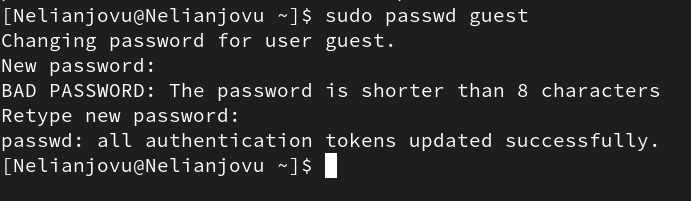 [Nelianjovu@Nelianjovu ~]$ sudo passwd guest
Changing password for user guest.
New password:
BAD PASSWORD: The password is shorter than 8 characters
Retype new password:
passwd: all authentication tokens updated successfully.
[Nelianjovu@Nelianjovu ~]$